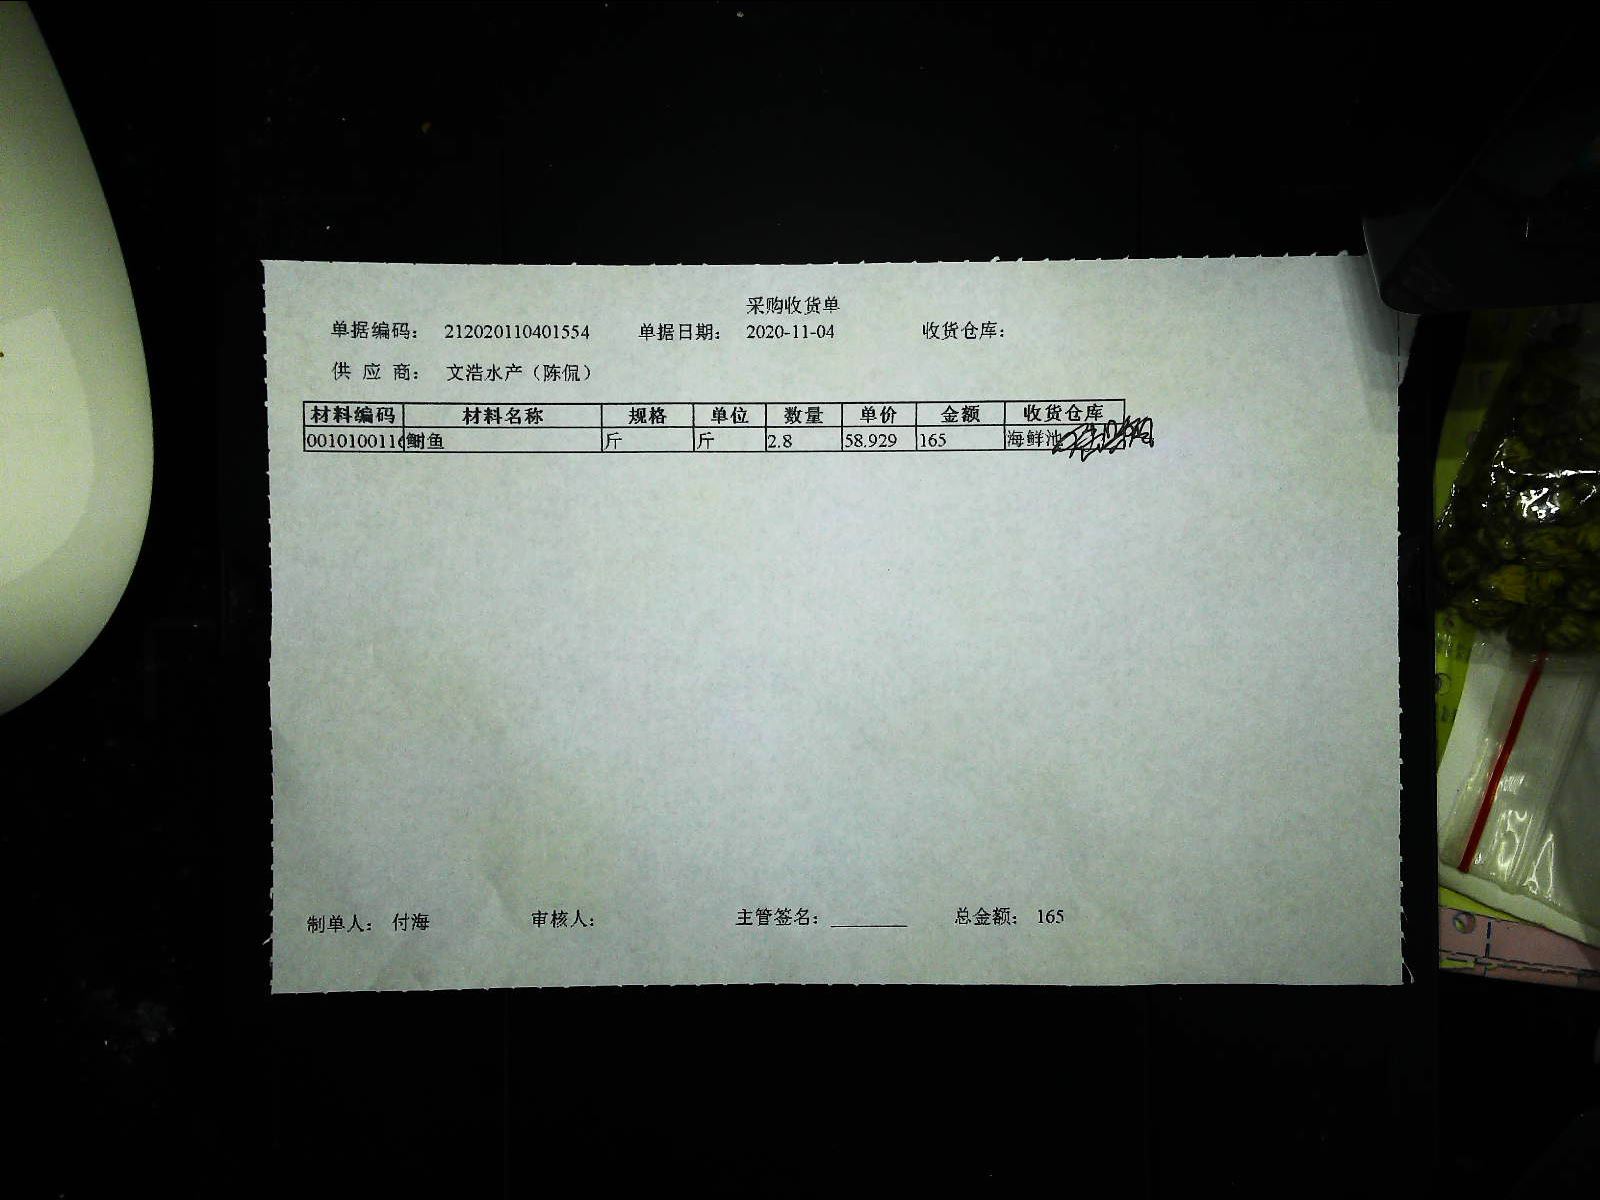 采购收货单
单据编码： 212020110401554 单据日期： 2020-11-04 收货仓库：
供 应 商： 文浩水产（陈侃）
材料编码 材料名称 规格 单位 数量 单价 金额 收货仓库
0010100116 鲥鱼 斤 斤 2.8 58.929 165 海鲜池
制单人： 付海 审核人： 主管签名： 总金额： 165